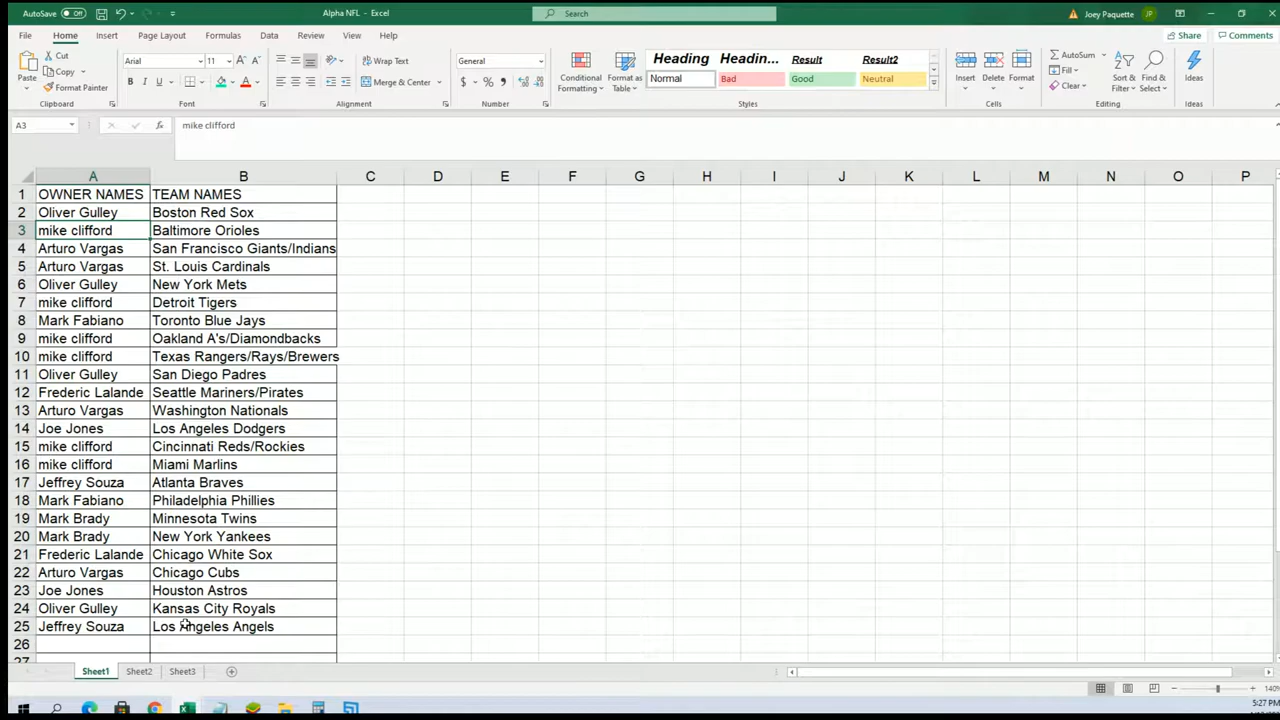 AutoSave Off Alpha NFL - Excel Search Joey Paquette JP
File Home Insert Page Layout Formulas Data Review View Help Share Comments
Paste Cut Copy Format Painter Clipboard
Arial 11 A A B I U A Font
Wrap Text Merge & Center Alignment
General $ % Number
Conditional Formatting Format as Table
Heading Headin... Result Result2
Normal Bad Good Neutral Styles
Insert Delete Format Cells
AutoSum Fill Clear Sort & Filter Find & Select Editing
Ideas Ideas
A3 fx mike clifford
A B C D E F G H I J K L M N O P
1 OWNER NAMES TEAM NAMES
2 Oliver Gulley Boston Red Sox
3 mike clifford Baltimore Orioles
4 Arturo Vargas San Francisco Giants/Indians
5 Arturo Vargas St. Louis Cardinals
6 Oliver Gulley New York Mets
7 mike clifford Detroit Tigers
8 Mark Fabiano Toronto Blue Jays
9 mike clifford Oakland A's/Diamondbacks
10 mike clifford Texas Rangers/Rays/Brewers
11 Oliver Gulley San Diego Padres
12 Frederic Lalande Seattle Mariners/Pirates
13 Arturo Vargas Washington Nationals
14 Joe Jones Los Angeles Dodgers
15 mike clifford Cincinnati Reds/Rockies
16 mike clifford Miami Marlins
17 Jeffrey Souza Atlanta Braves
18 Mark Fabiano Philadelphia Phillies
19 Mark Brady Minnesota Twins
20 Mark Brady New York Yankees
21 Frederic Lalande Chicago White Sox
22 Arturo Vargas Chicago Cubs
23 Joe Jones Houston Astros
24 Oliver Gulley Kansas City Royals
25 Jeffrey Souza Los Angeles Angels
26
27
Sheet1 Sheet2 Sheet3
140%
5:27 PM